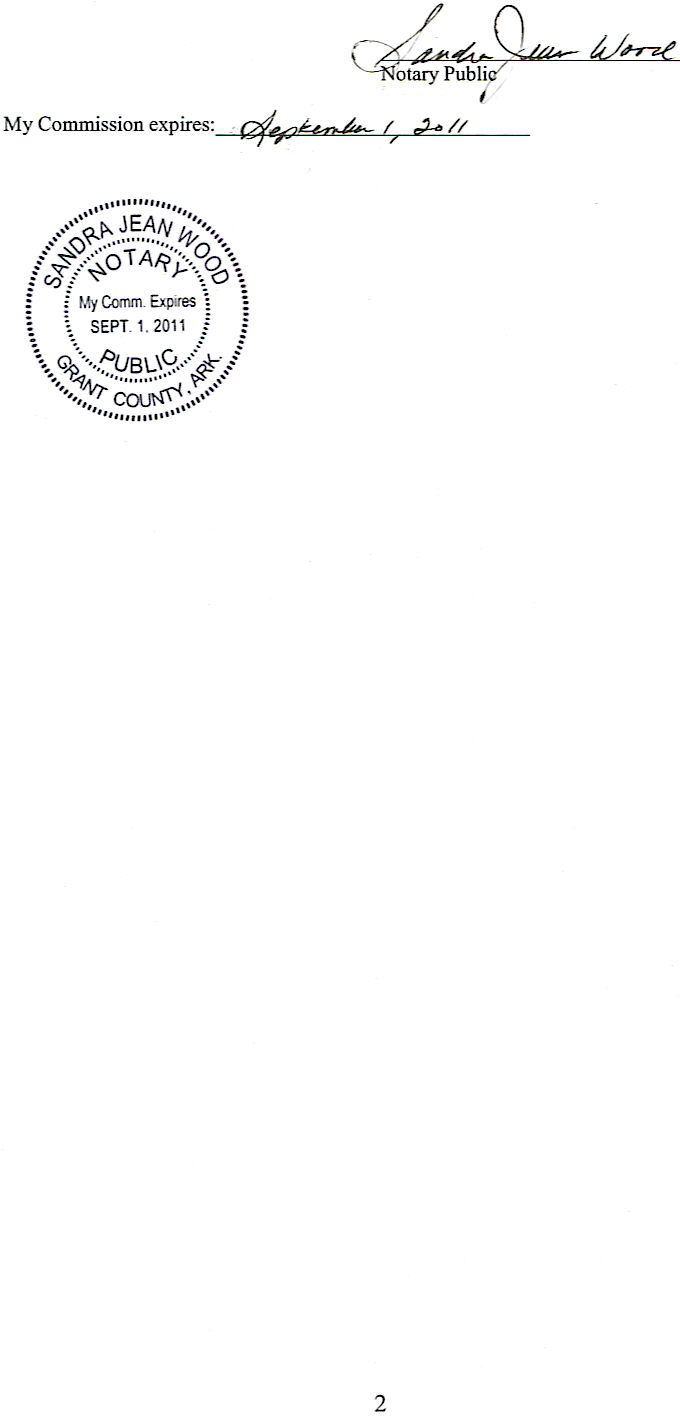 Sandra Jean Wood
Notary Public
My Commission expires: September 1, 2011
SANDRA JEAN WOOD
NOTARY
My Comm. Expires
SEPT. 1, 2011
PUBLIC
GRANT COUNTY, ARK.
2